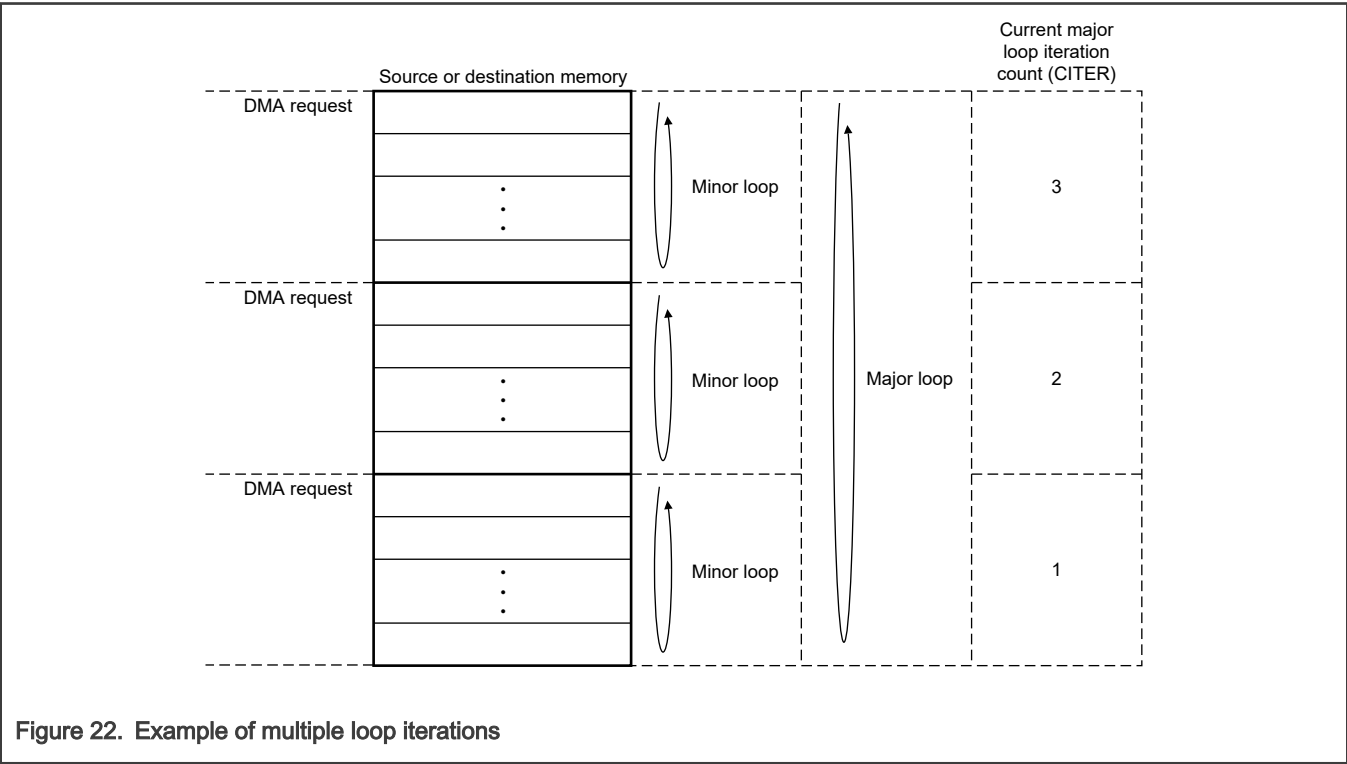 Current major
loop iteration
count (CITER)
Source or destination memory
DMA request
Minor loop
3
DMA request
Minor loop
Major loop
2
DMA request
Minor loop
1
Figure 22. Example of multiple loop iterations